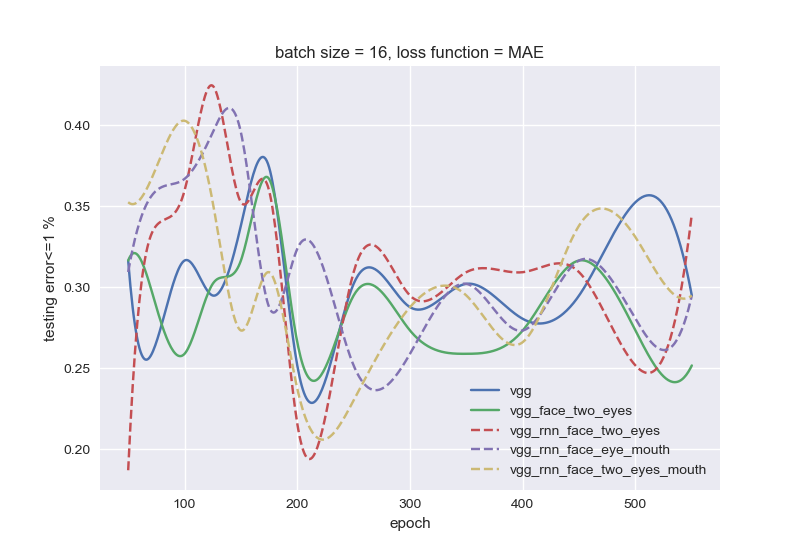 batch size = 16, loss function = MAE
testing error<=1 %
0.40
0.35
0.30
0.25
0.20
vgg
vgg_face_two_eyes
vgg_rnn_face_two_eyes
vgg_rnn_face_eye_mouth
vgg_rnn_face_two_eyes_mouth
100 200 300 400 500
epoch